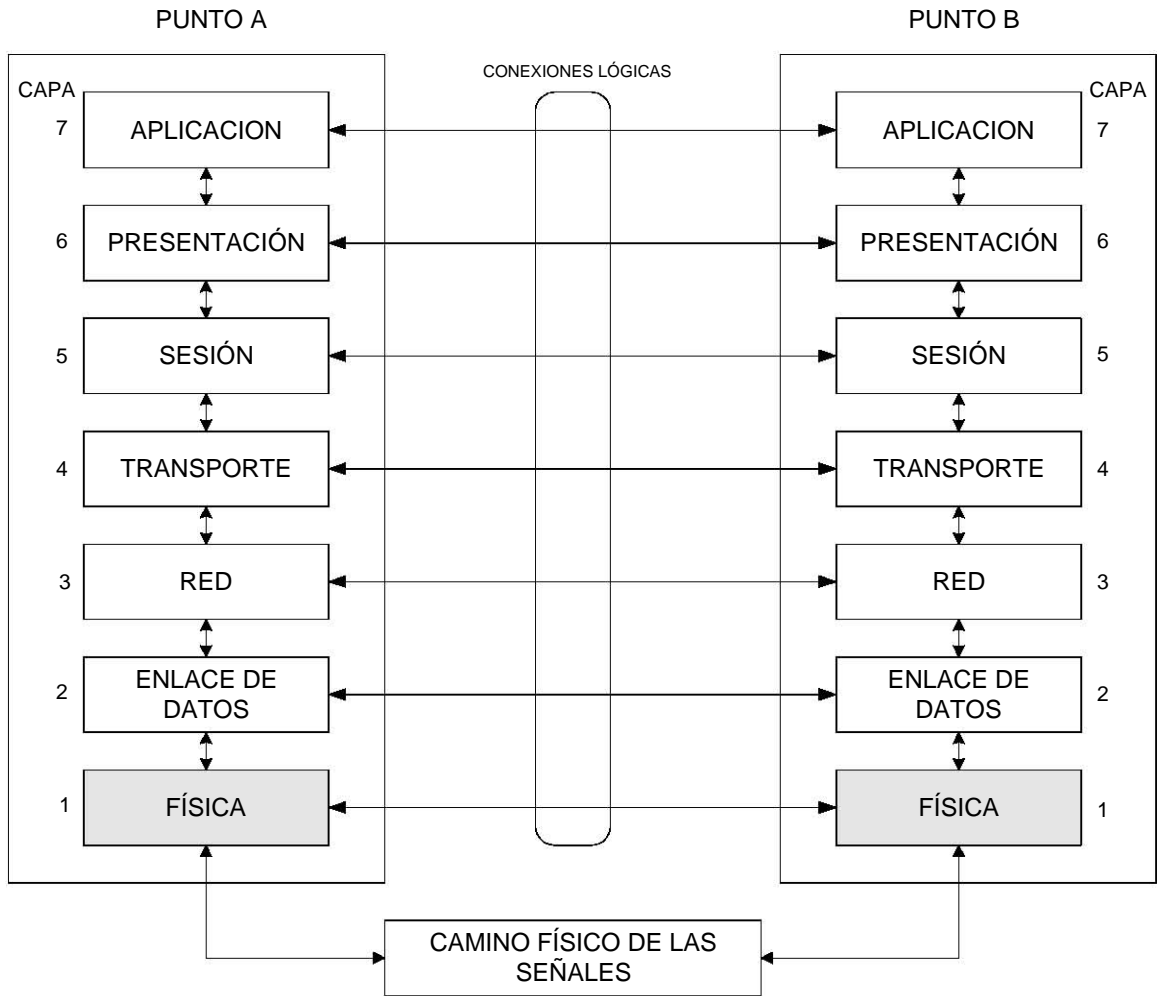 PUNTO A
PUNTO B
CONEXIONES LÓGICAS
CAPA
CAPA
7
APLICACION
APLICACION
7
6
PRESENTACIÓN
PRESENTACIÓN
6
5
SESIÓN
SESIÓN
5
4
TRANSPORTE
TRANSPORTE
4
3
RED
RED
3
2
ENLACE DE
DATOS
ENLACE DE
DATOS
2
1
FÍSICA
FÍSICA
1
CAMINO FÍSICO DE LAS
SEÑALES